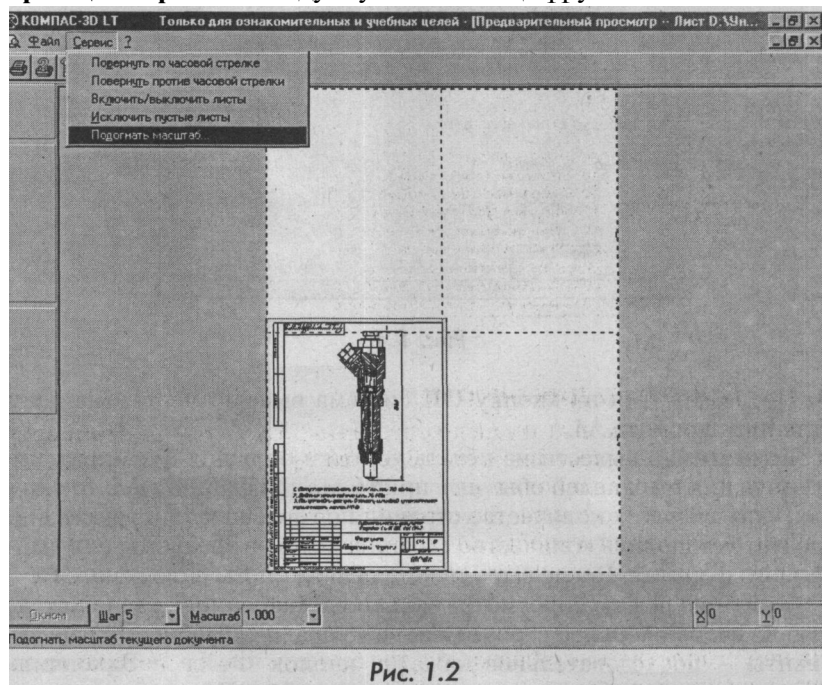 КОМПАС-3D LT Только для ознакомительных и учебных целей - [Предварительный просмотр -- Лист D:\Ун...
Файл Сервис ?
Повернуть по часовой стрелке
Повернуть против часовой стрелки
Включить/выключить листы
Исключить пустые листы
Подогнать масштаб...
Шаг 5 Масштаб 1.000 X 0 Y 0
Подогнать масштаб текущего документа
Рис. 1.2